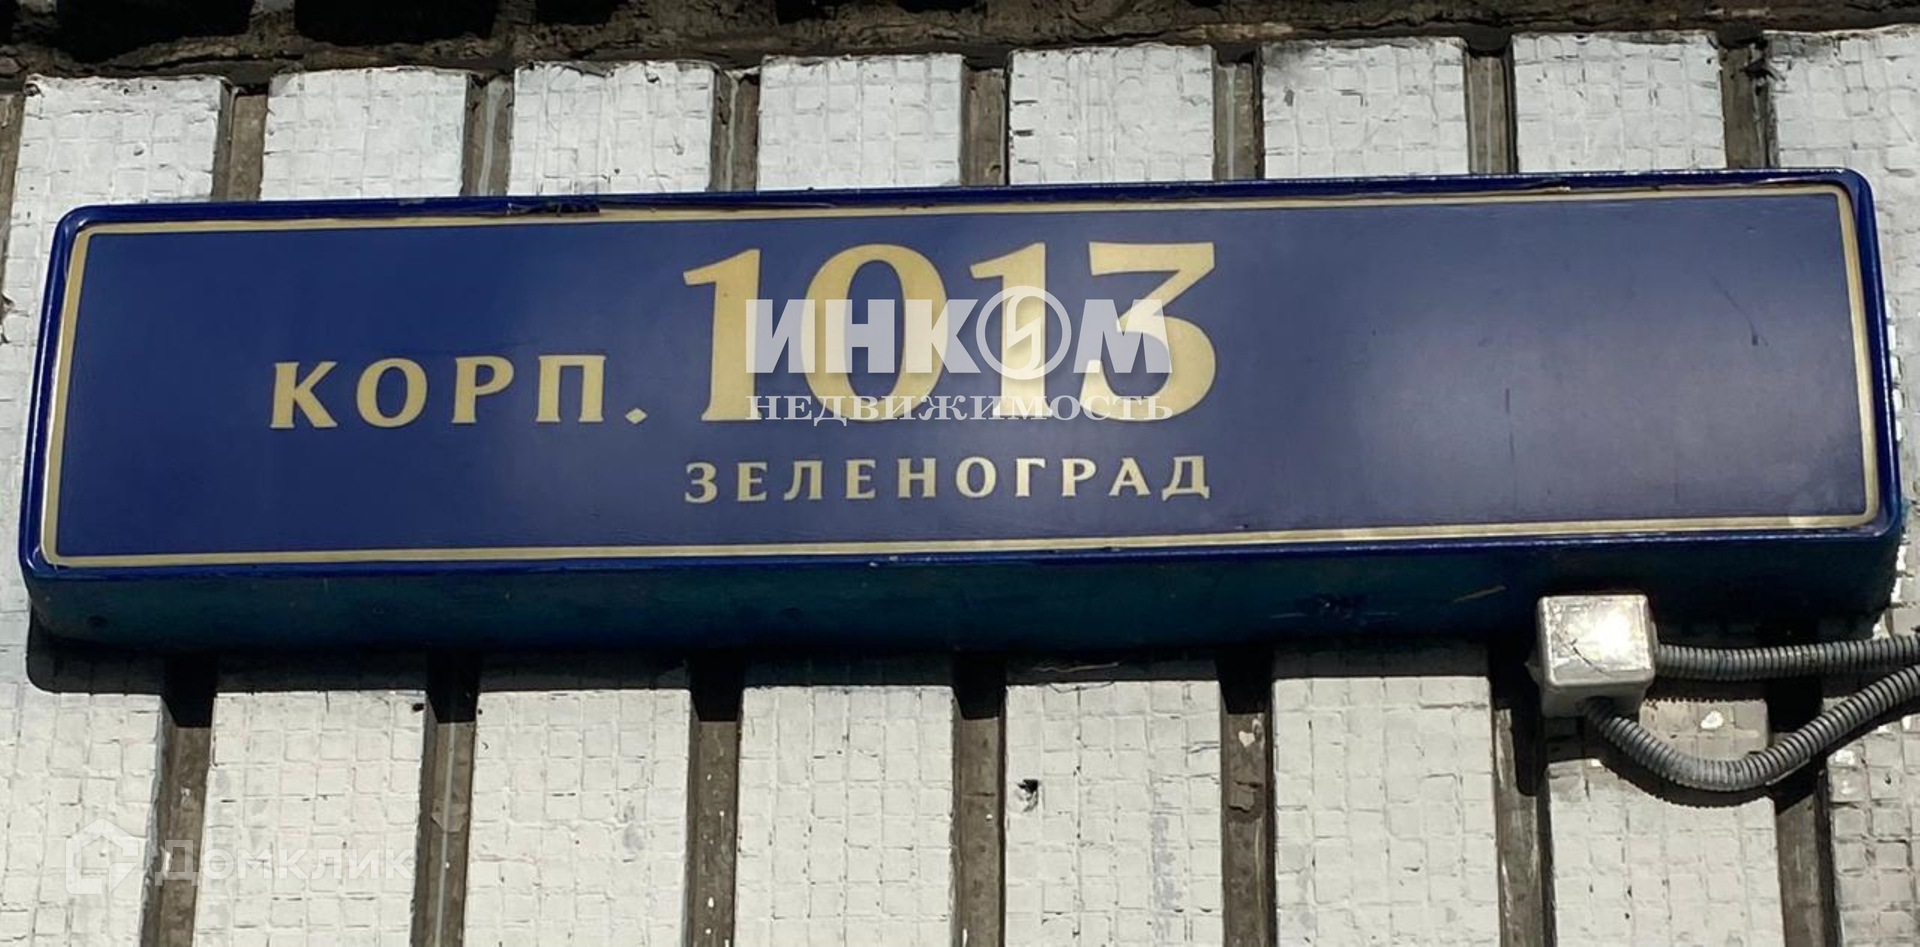 КОРП. 1013
ИНКОМ
НЕДВИЖИМОСТЬ
ЗЕЛЕНОГРАД
Домклик